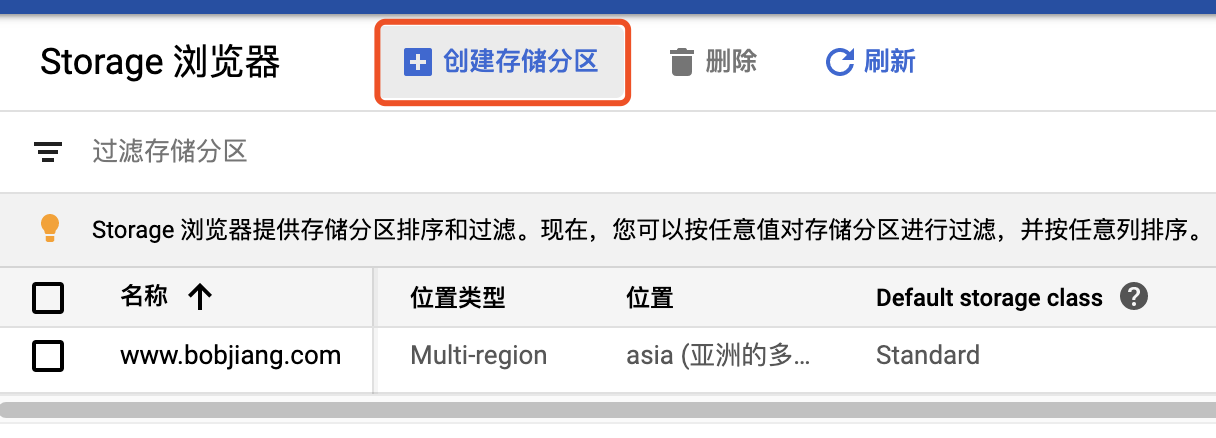 Storage 浏览器 创建存储分区 删除 刷新
过滤存储分区
Storage 浏览器提供存储分区排序和过滤。现在，您可以按任意值对存储分区进行过滤，并按任意列排序。
名称 位置类型 位置 Default storage class
www.bobjiang.com Multi-region asia (亚洲的多... Standard